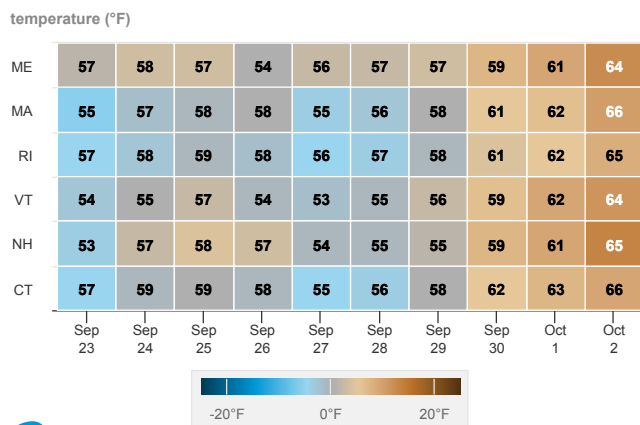 temperature (°F)
ME 57 58 57 54 56 57 57 59 61 64
MA 55 57 58 58 55 56 58 61 62 66
RI 57 58 59 58 56 57 58 61 62 65
VT 54 55 57 54 53 55 56 59 62 64
NH 53 57 58 57 54 55 55 59 61 65
CT 57 59 59 58 55 56 58 62 63 66
Sep Sep Sep Sep Sep Sep Sep Sep Oct Oct
23 24 25 26 27 28 29 30 1 2
-20°F 0°F 20°F